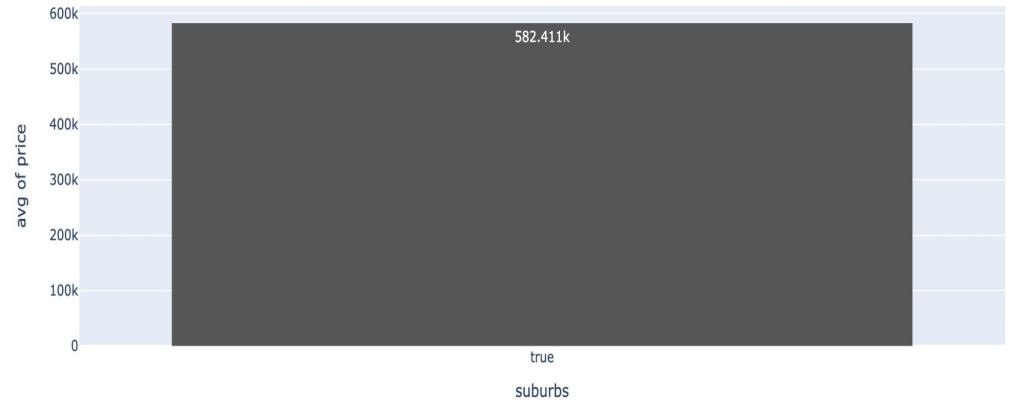 600k
582.411k
500k
400k
300k
200k
100k
0
avg of price
true
suburbs